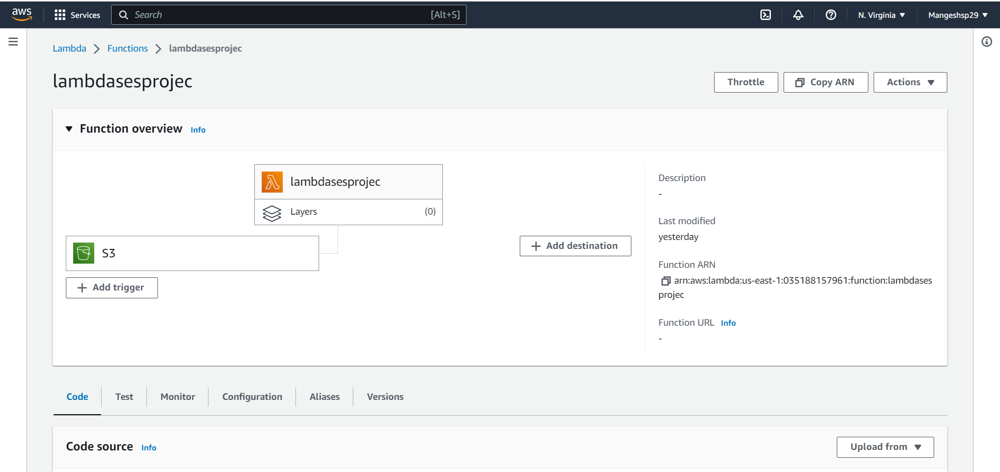 aws Services Search [Alt+S] N. Virginia Mangeshsp29
Lambda Functions lambdasesprojec
lambdasesprojec
Throttle Copy ARN Actions
Function overview Info
lambdasesprojec
Layers (0)
S3
Add trigger
Add destination
Description
-
Last modified
yesterday
Function ARN
arn:aws:lambda:us-east-1:035188157961:function:lambdases
projec
Function URL Info
-
Code Test Monitor Configuration Aliases Versions
Code source Info
Upload from